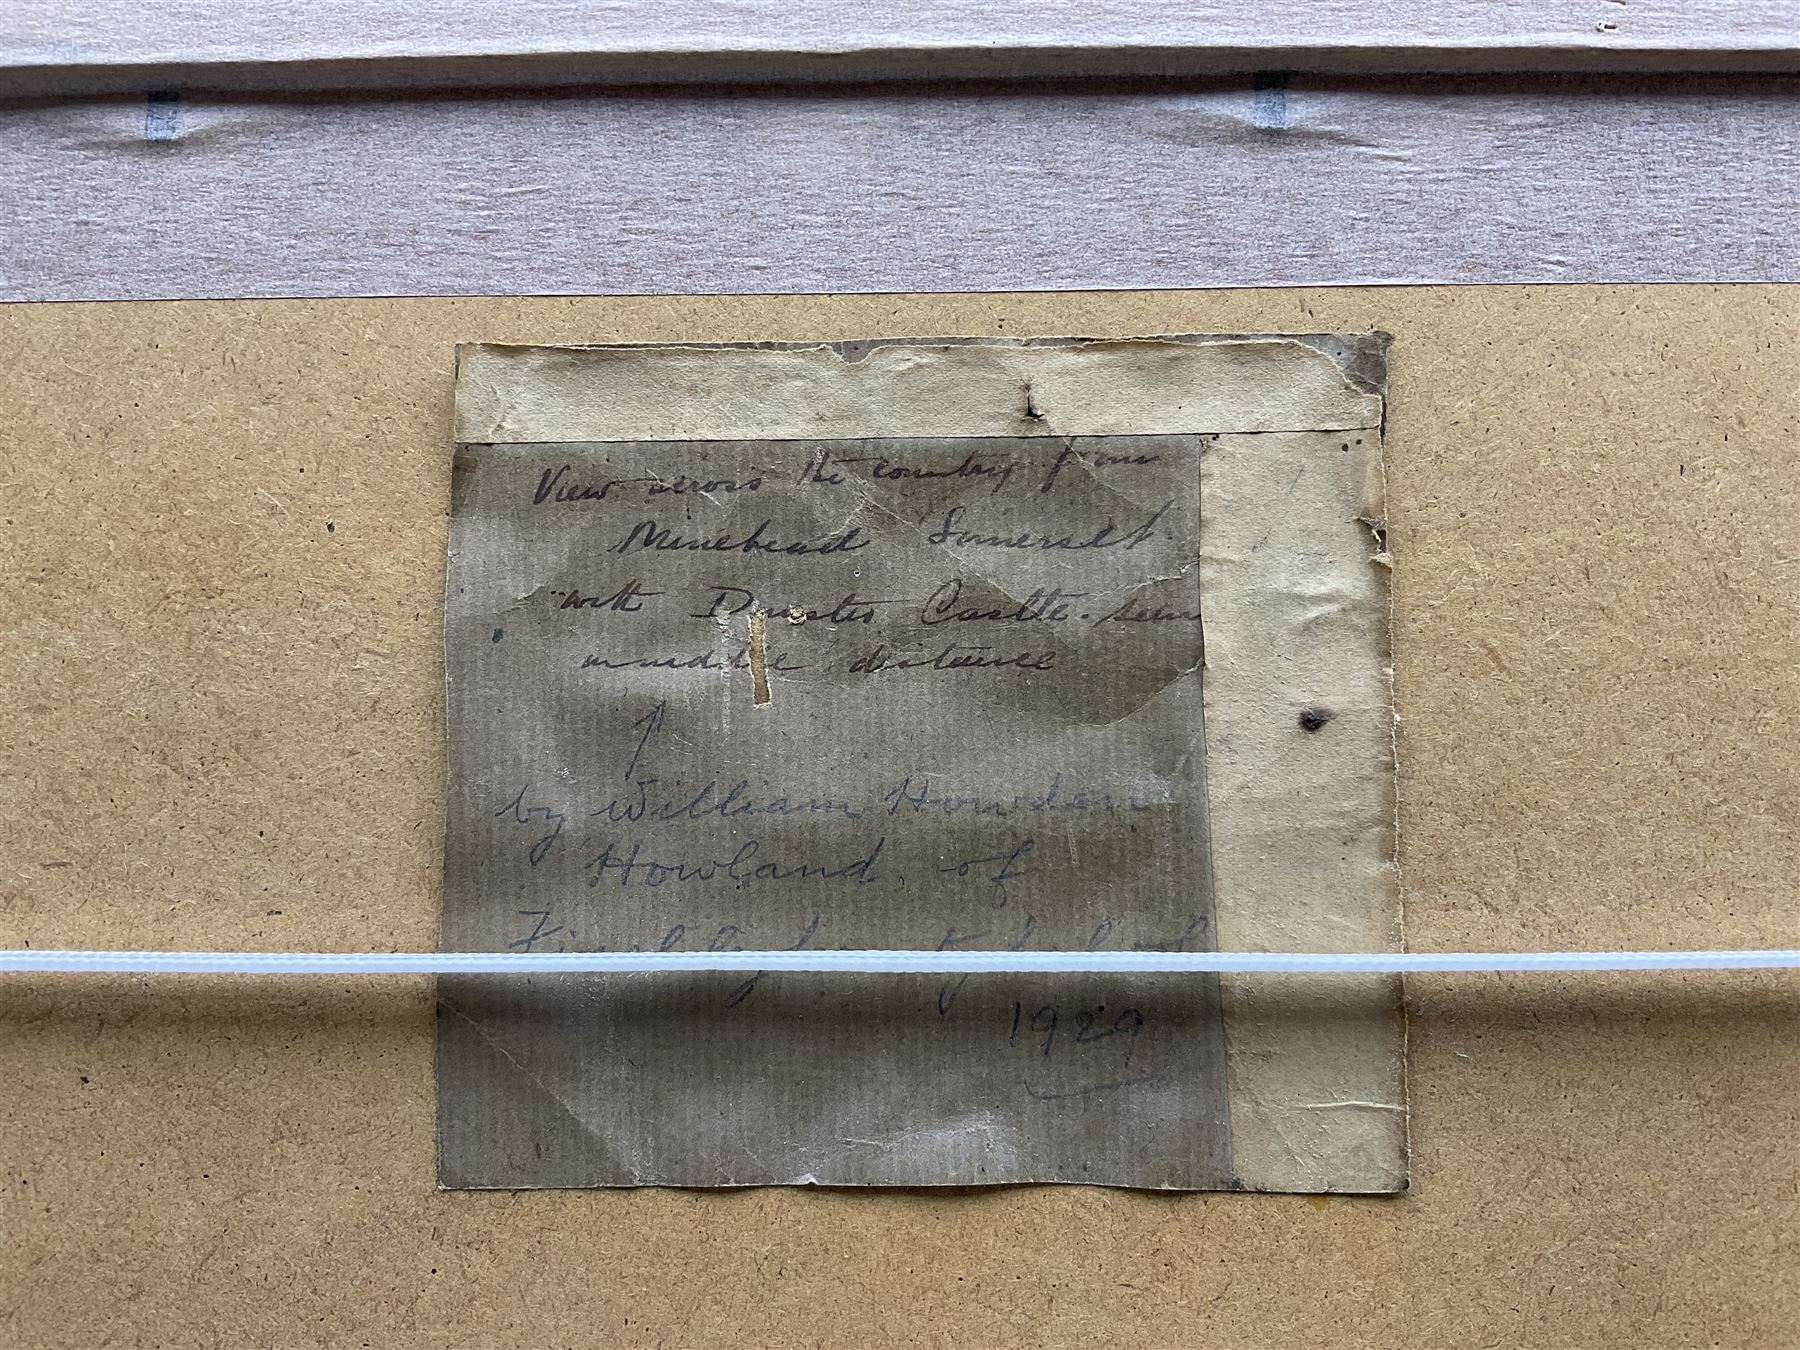 View across the country from
Minehead Somerset.
with Dunster Castle. seen
in middle distance
↑
by William Howden
Howland, of
1929